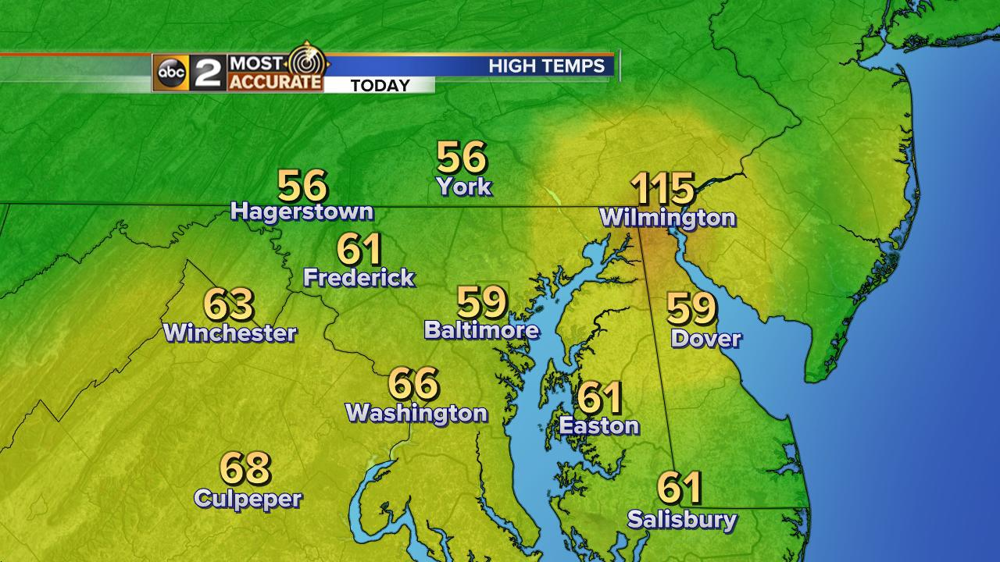 abc 2 MOST ACCURATE
HIGH TEMPS
TODAY
56
York
56
Hagerstown
115
Wilmington
61
Frederick
63
Winchester
59
Baltimore
59
Dover
66
Washington
61
Easton
68
Culpeper
61
Salisbury